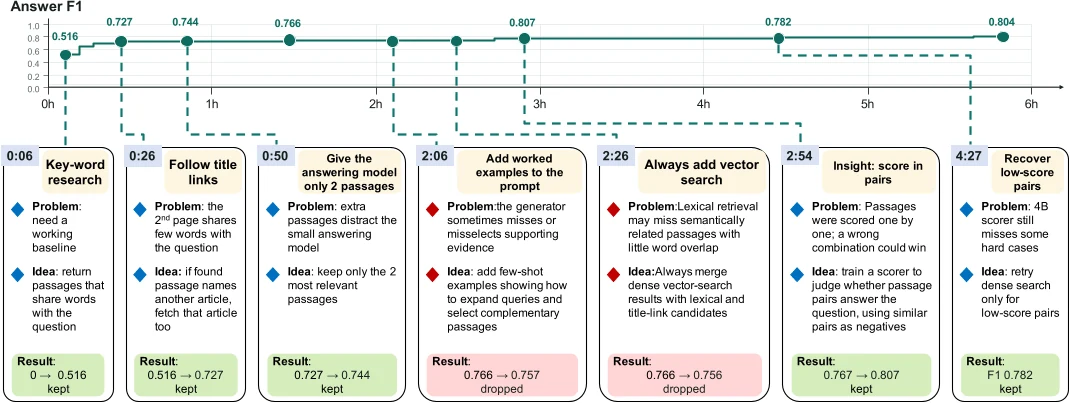 Answer F1
0.516
0.727
0.744
0.766
0.807
0.782
0.804
1.0
0.8
0.6
0.4
0.2
0.0
0h
1h
2h
3h
4h
5h
6h
0:06
Key-word
research
Problem:
need a
working
baseline
Idea: return
passages that
share words
with the
question
Result:
0 → 0.516
kept
0:26
Follow title
links
Problem: the
2nd page shares
few words with
the question
Idea: if found
passage names
another article,
fetch that article
too
Result:
0.516 → 0.727
kept
0:50
Give the
answering model
only 2 passages
Problem: extra
passages distract the
small answering
model
Idea: keep only the 2
most relevant
passages
Result:
0.727 → 0.744
kept
2:06
Add worked
examples to the
prompt
Problem:the generator
sometimes misses or
misselects supporting
evidence
Idea: add few-shot
examples showing how
to expand queries and
select complementary
passages
Result:
0.766 → 0.757
dropped
2:26
Always add vector
search
Problem:Lexical retrieval
may miss semantically
related passages with
little word overlap
Idea:Always merge
dense vector-search
results with lexical and
title-link candidates
Result:
0.766 → 0.756
dropped
2:54
Insight: score in
pairs
Problem: Passages
were scored one by
one; a wrong
combination could win
Idea: train a scorer to
judge whether passage
pairs answer the
question, using similar
pairs as negatives
Result:
0.767 → 0.807
kept
4:27
Recover
low-score
pairs
Problem: 4B
scorer still
misses some
hard cases
Idea: retry
dense search
only for
low-score pairs
Result:
F1 0.782
kept